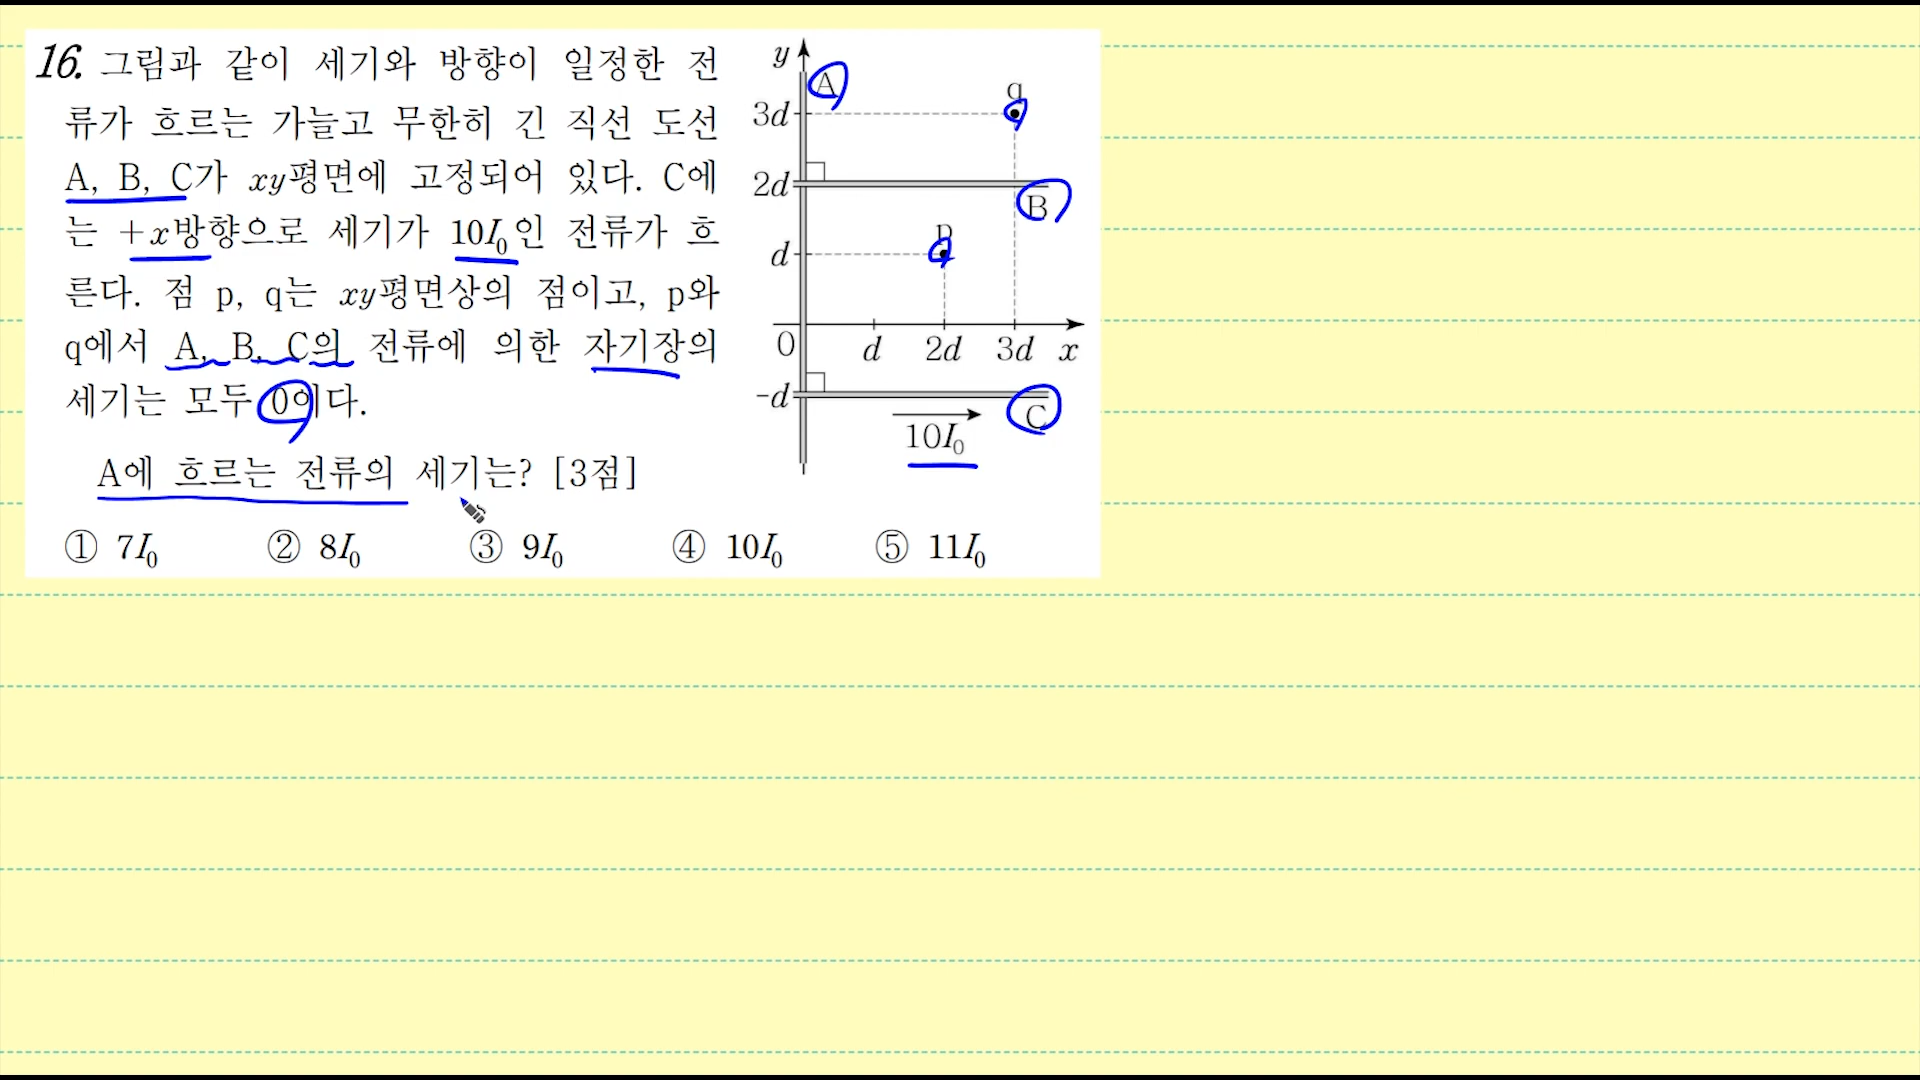 16. 그림과 같이 세기와 방향이 일정한 전
류가 흐르는 가늘고 무한히 긴 직선 도선
A, B, C가 xy평면에 고정되어 있다. C에
는 +x방향으로 세기가 10I₀인 전류가 흐
른다. 점 p, q는 xy평면상의 점이고, p와
q에서 A, B, C의 전류에 의한 자기장의
세기는 모두 0이다.
A에 흐르는 전류의 세기는? [3점]
① 7I₀ ② 8I₀ ③ 9I₀ ④ 10I₀ ⑤ 11I₀
y
A
q
3d
2d
B
p
d
0 d 2d 3d x
-d
C
10I₀